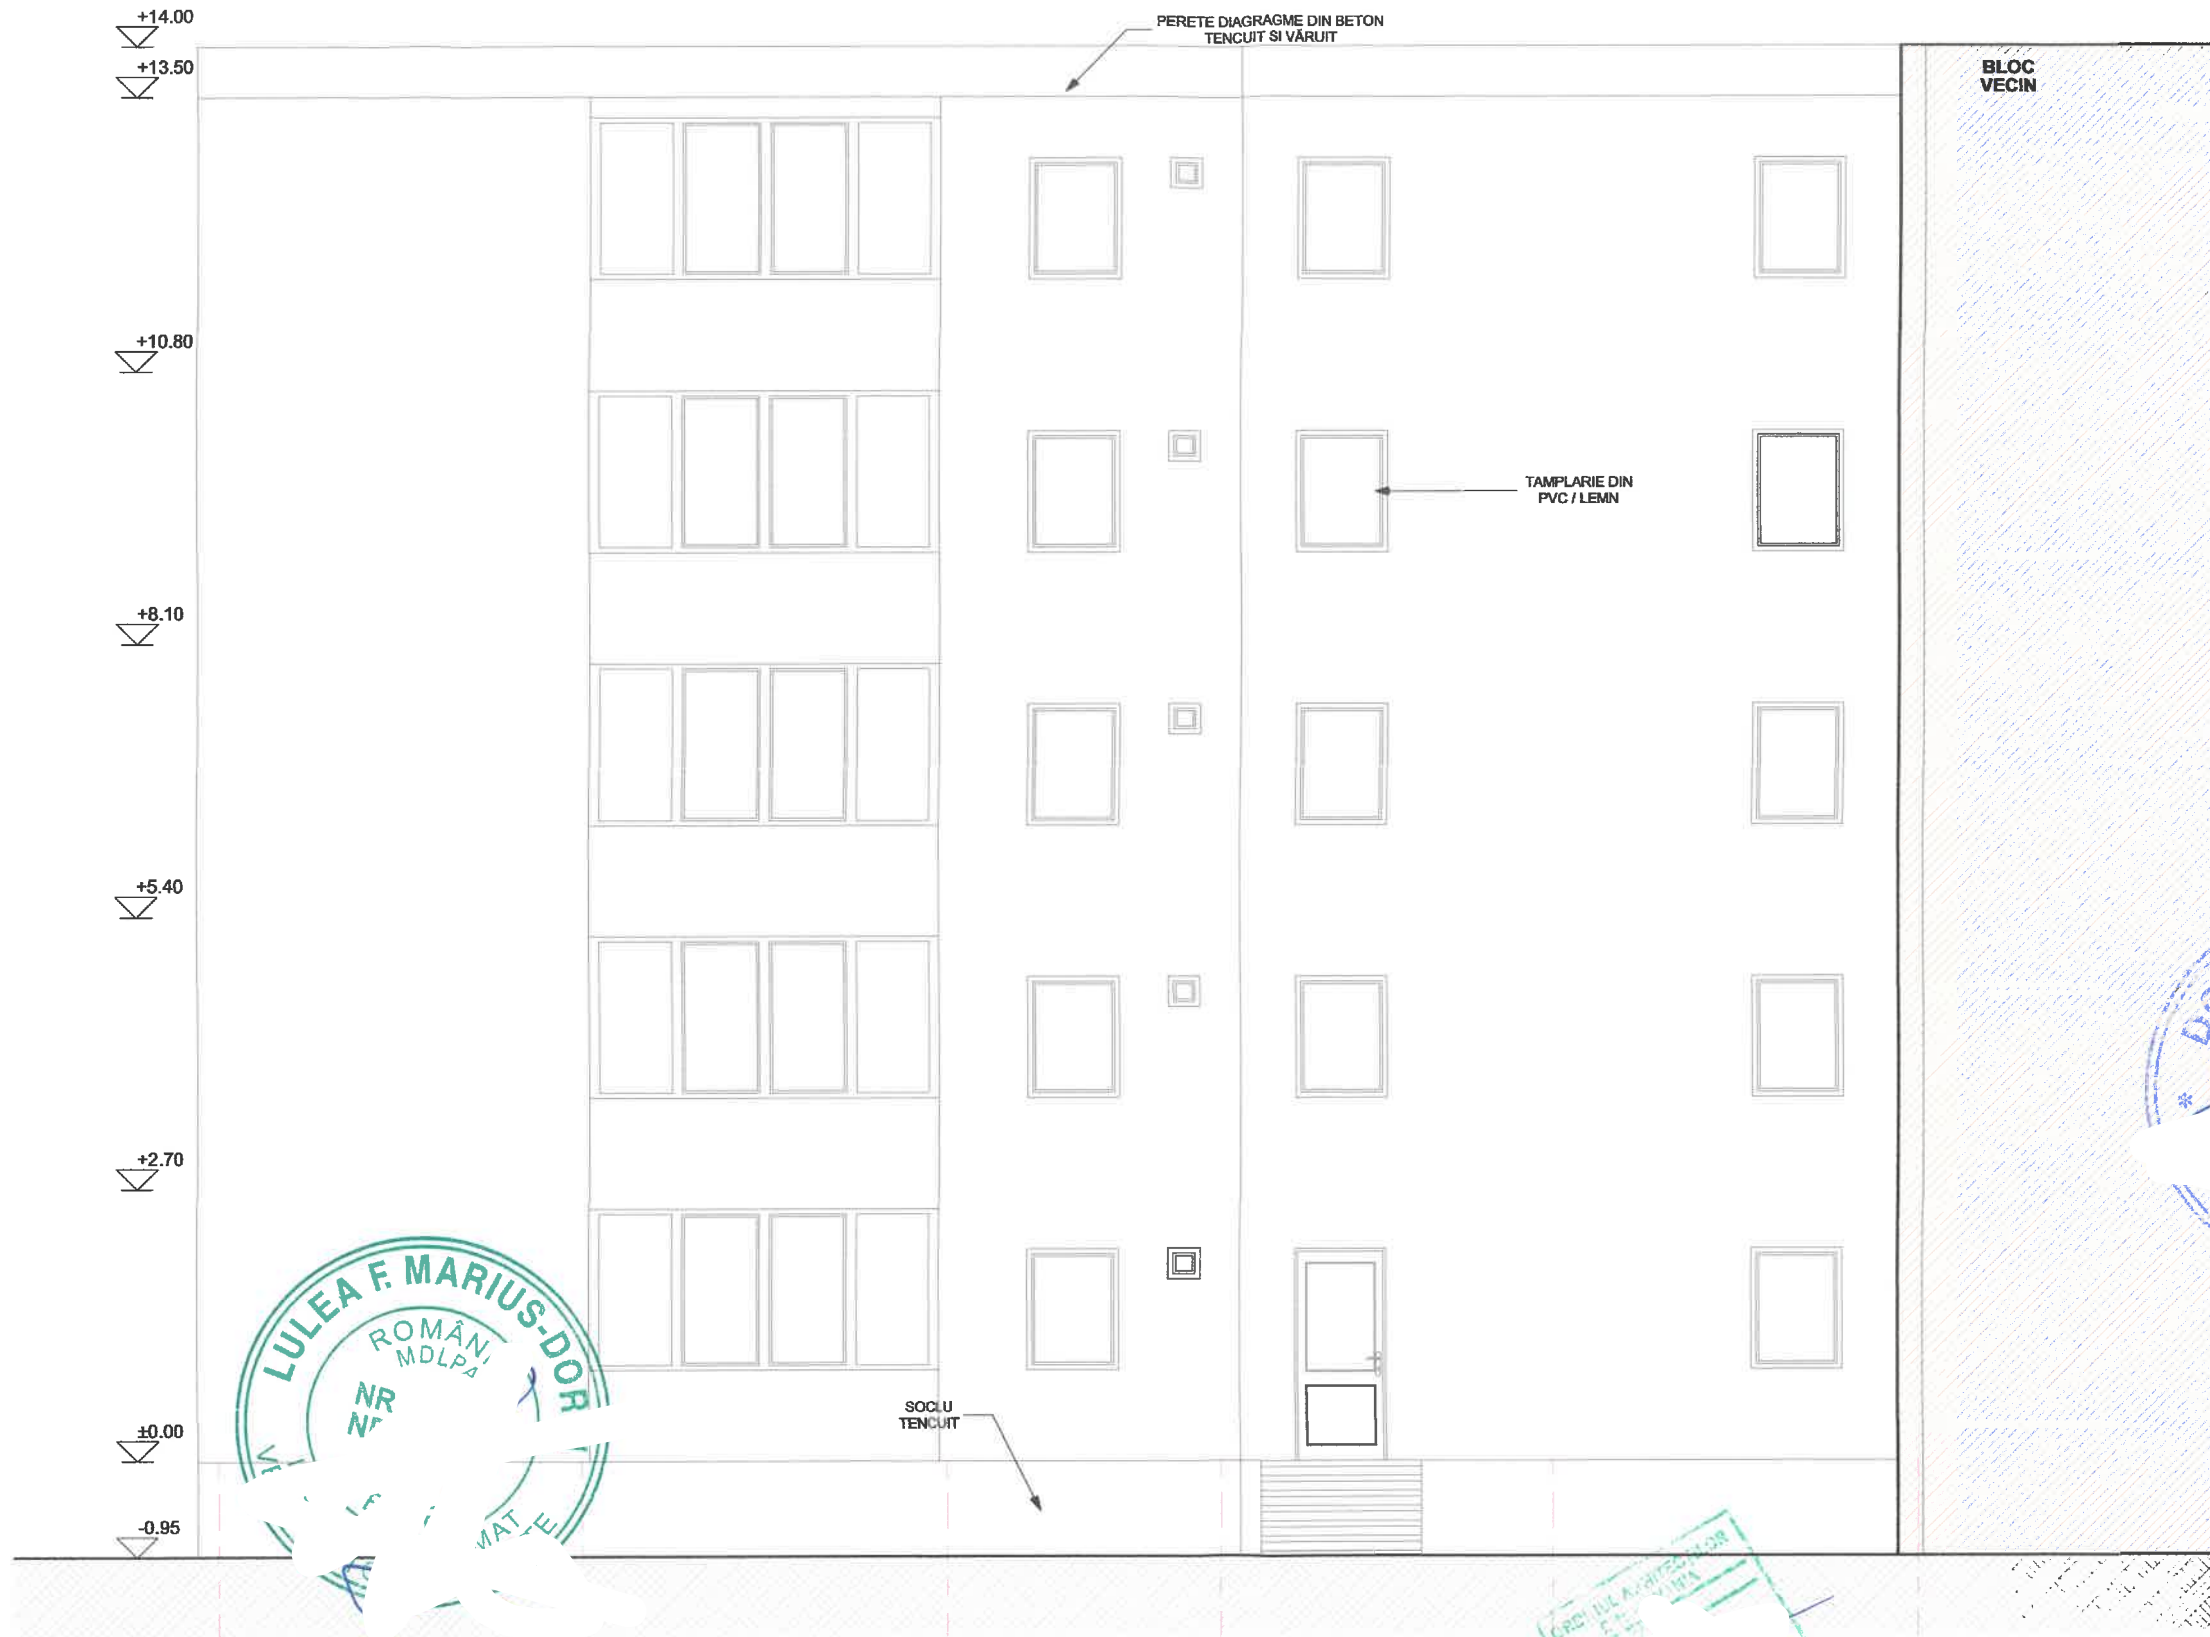 +14.00
PERETE DIAGRAGME DIN BETON
TENCUIT SI VĂRUIT
+13.50
BLOC
VECIN
+10.80
TAMPLARIE DIN
PVC / LEMN
+8.10
+5.40
+2.70
LULEA F. MARIUS-DOR
ROMÂN
MDLPA
NR
SOCLU
TENCUIT
±0.00
-0.95